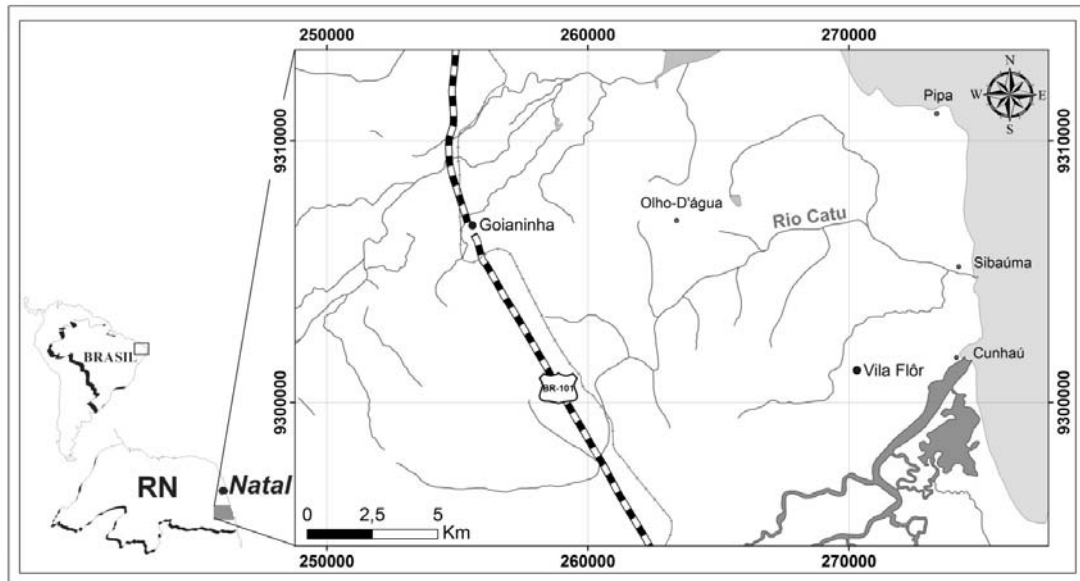 250000
260000
270000
N
W
E
S
Pipa
9310000
9310000
Olho-D'água
Goianinha
Rio Catu
Sibaúma
BRASIL
Cunhaú
Vila Flôr
BR-101
9300000
9300000
RN
Natal
0
2,5
5
Km
250000
260000
270000